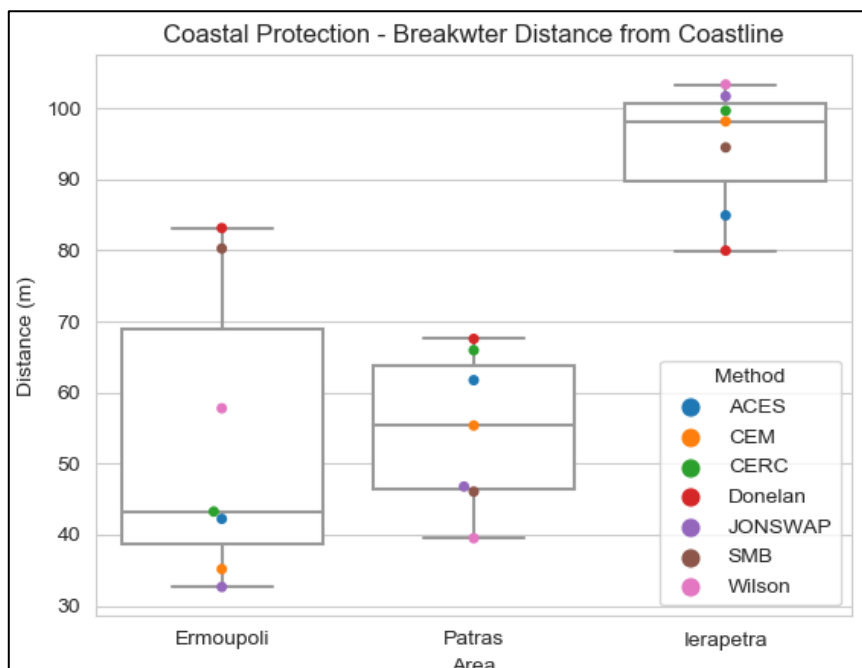 Coastal Protection - Breakwter Distance from Coastline
Distance (m)
100
90
80
70
60
50
40
30
Method
ACES
CEM
CERC
Donelan
JONSWAP
SMB
Wilson
Ermoupoli Patras Ierapetra
Area